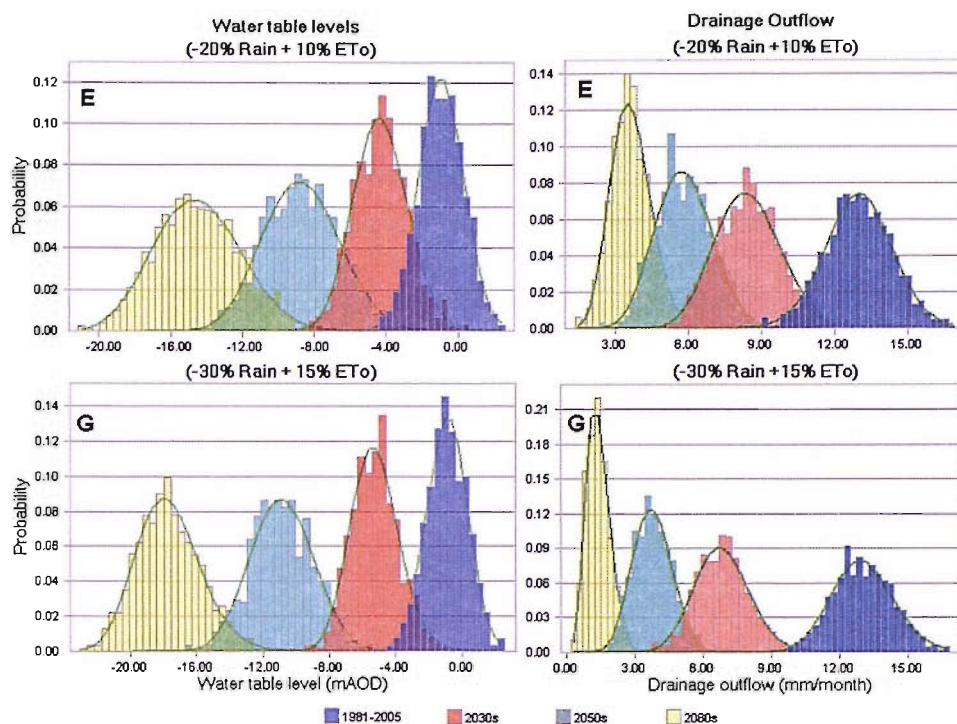 Water table levels
(-20% Rain + 10% ETo)
Drainage Outflow
(-20% Rain +10% ETo)
E
0.12
0.10
0.08
0.06
0.04
0.02
0.00
Probability
-20.00 -16.00 -12.00 -8.00 -4.00 0.00
E
0.14
0.12
0.10
0.08
0.06
0.04
0.02
0.00
3.00 6.00 9.00 12.00 15.00
(-30% Rain + 15% ETo)
(-30% Rain +15% ETo)
G
0.14
0.12
0.10
0.08
0.06
0.04
0.02
0.00
Probability
-20.00 -16.00 -12.00 -8.00 -4.00 0.00
Water table level (mAOD)
G
0.21
0.18
0.15
0.12
0.09
0.06
0.03
0.00
0.00 3.00 6.00 9.00 12.00 15.00
Drainage outflow (mm/month)
1981-2005 2030s 2050s 2080s